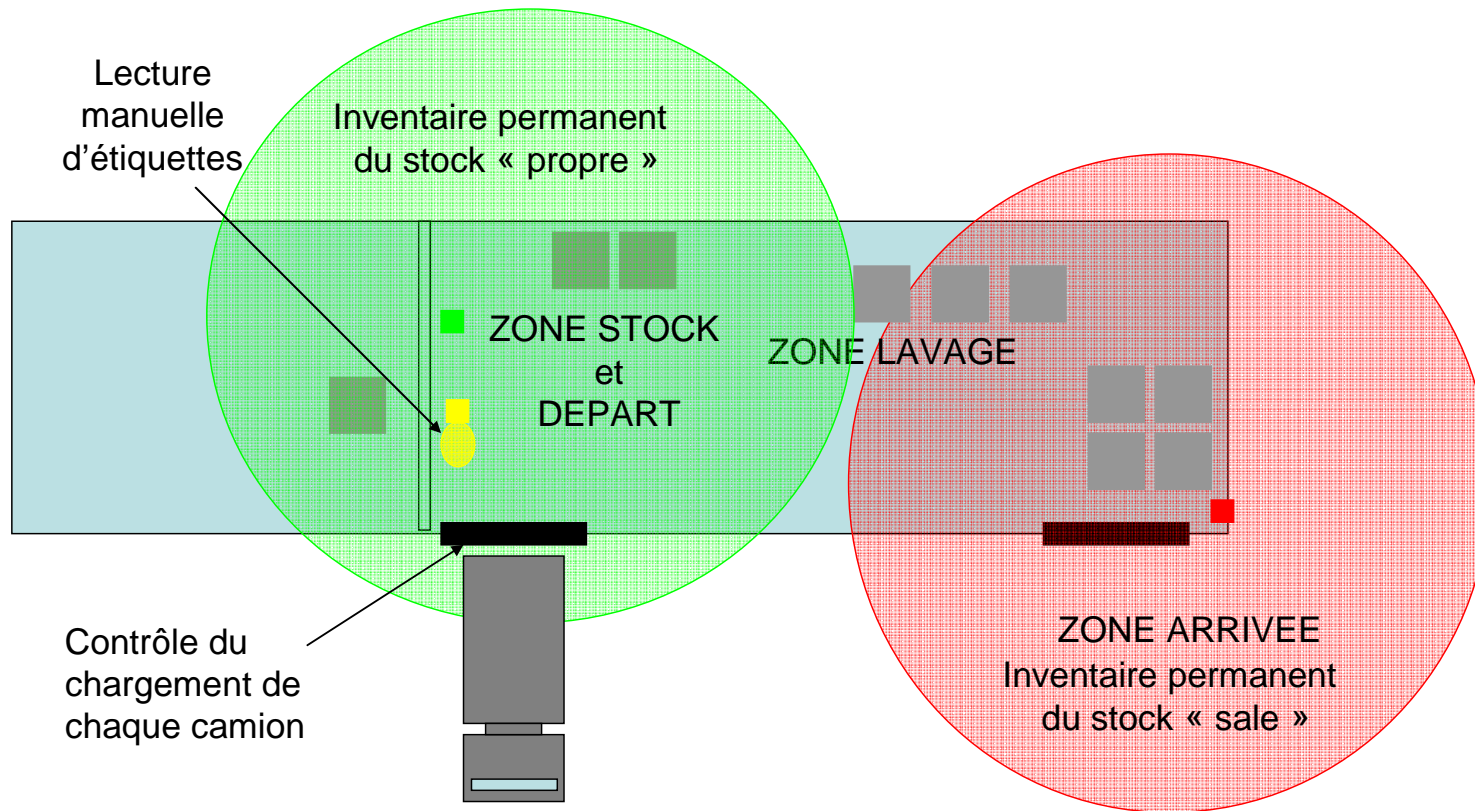 Lecture
manuelle
d’étiquettes
Inventaire permanent
du stock « propre »
ZONE STOCK
et
DEPART
ZONE LAVAGE
Contrôle du
chargement de
chaque camion
ZONE ARRIVEE
Inventaire permanent
du stock « sale »